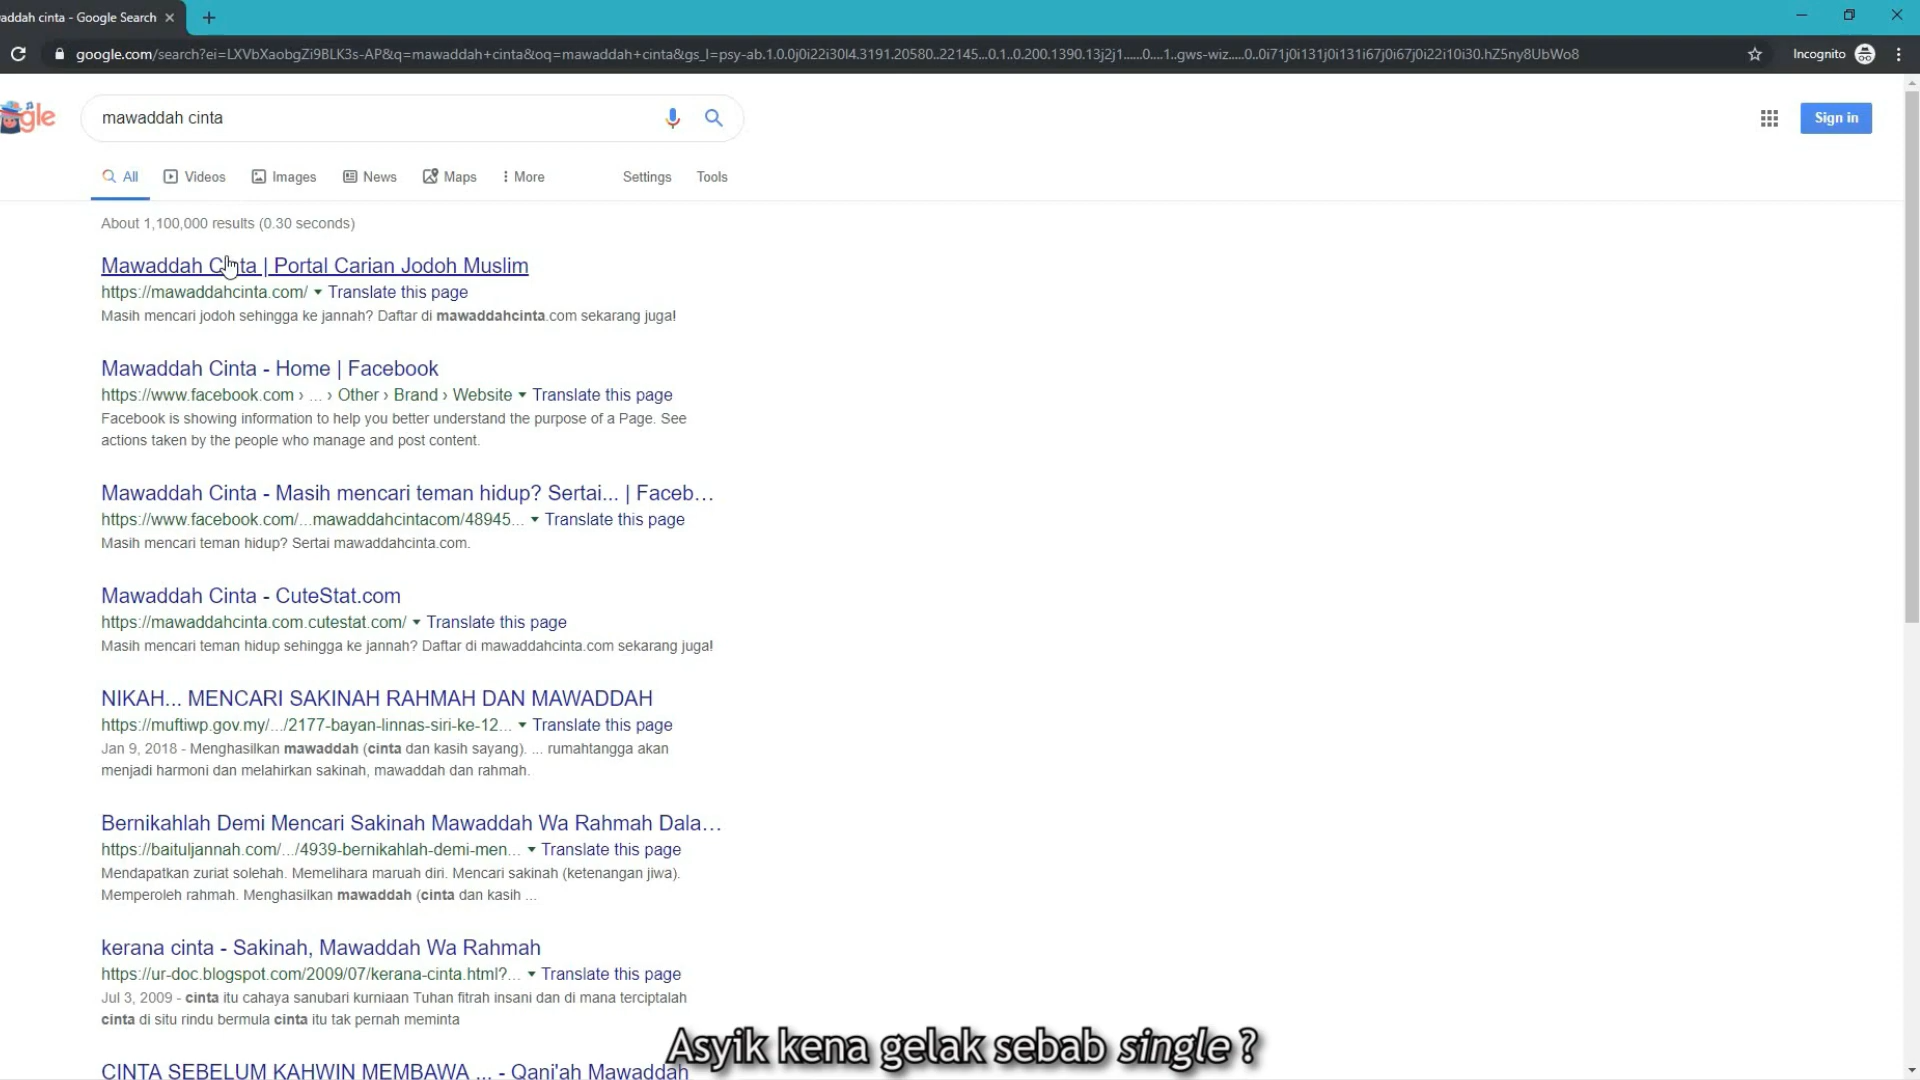 addah cinta - Google Search
google.com/search?ei=LXVbXaobgZi9BLK3s-AP&q=mawaddah+cinta&oq=mawaddah+cinta&gs_l=psy-ab.1.0.0j0i22i30l4.3191.20580..22145...0.1..0.200.1390.13j2j1......0....1..gws-wiz.....0..0i71j0i131j0i131i67j0i67j0i22i10i30.hZ5ny8UbWo8
Incognito
gle
mawaddah cinta
Sign in
All
Videos
Images
News
Maps
More
Settings
Tools
About 1,100,000 results (0.30 seconds)
Mawaddah Cinta | Portal Carian Jodoh Muslim
https://mawaddahcinta.com/ Translate this page
Masih mencari jodoh sehingga ke jannah? Daftar di mawaddahcinta.com sekarang juga!
Mawaddah Cinta - Home | Facebook
https://www.facebook.com › ... › Other › Brand › Website Translate this page
Facebook is showing information to help you better understand the purpose of a Page. See
actions taken by the people who manage and post content.
Mawaddah Cinta - Masih mencari teman hidup? Sertai... | Faceb...
https://www.facebook.com/...mawaddahcintacom/48945... Translate this page
Masih mencari teman hidup? Sertai mawaddahcinta.com.
Mawaddah Cinta - CuteStat.com
https://mawaddahcinta.com.cutestat.com/ Translate this page
Masih mencari teman hidup sehingga ke jannah? Daftar di mawaddahcinta.com sekarang juga!
NIKAH... MENCARI SAKINAH RAHMAH DAN MAWADDAH
https://muftiwp.gov.my/.../2177-bayan-linnas-siri-ke-12... Translate this page
Jan 9, 2018 - Menghasilkan mawaddah (cinta dan kasih sayang). ... rumahtangga akan
menjadi harmoni dan melahirkan sakinah, mawaddah dan rahmah.
Bernikahlah Demi Mencari Sakinah Mawaddah Wa Rahmah Dala...
https://baituljannah.com/.../4939-bernikahlah-demi-men... Translate this page
Mendapatkan zuriat solehah. Memelihara maruah diri. Mencari sakinah (ketenangan jiwa).
Memperoleh rahmah. Menghasilkan mawaddah (cinta dan kasih ...
kerana cinta - Sakinah, Mawaddah Wa Rahmah
https://ur-doc.blogspot.com/2009/07/kerana-cinta.html?... Translate this page
Jul 3, 2009 - cinta itu cahaya sanubari kurniaan Tuhan fitrah insani dan di mana terciptalah
cinta di situ rindu bermula cinta itu tak pernah meminta
CINTA SEBELUM KAHWIN MEMBAWA ... - Qani'ah Mawaddah
Asyik kena gelak sebab single ?